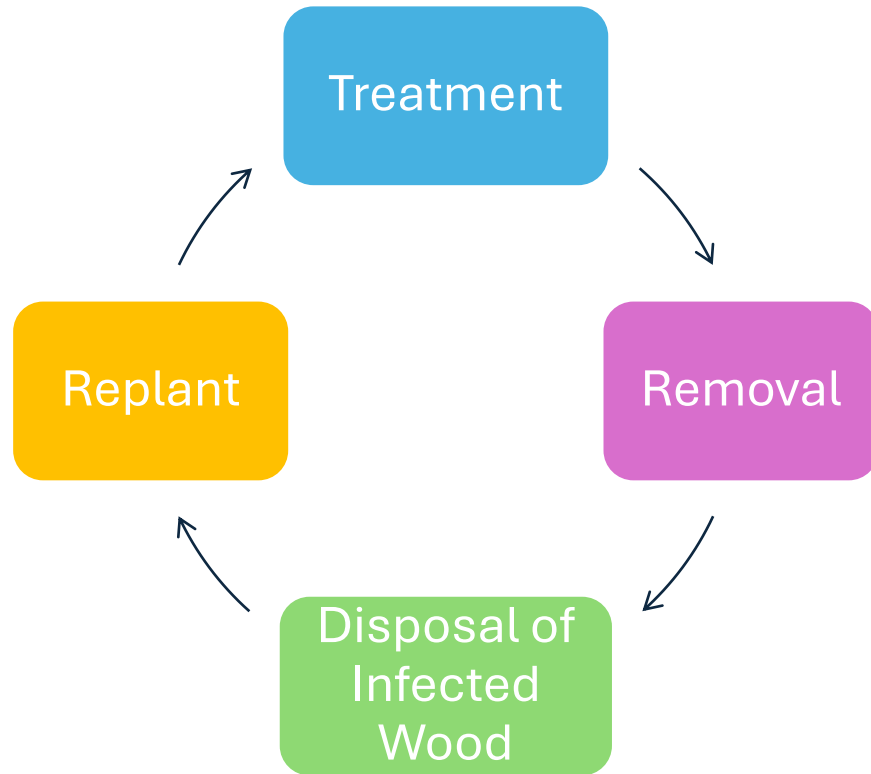 Treatment
Replant
Removal
Disposal of
Infected
Wood